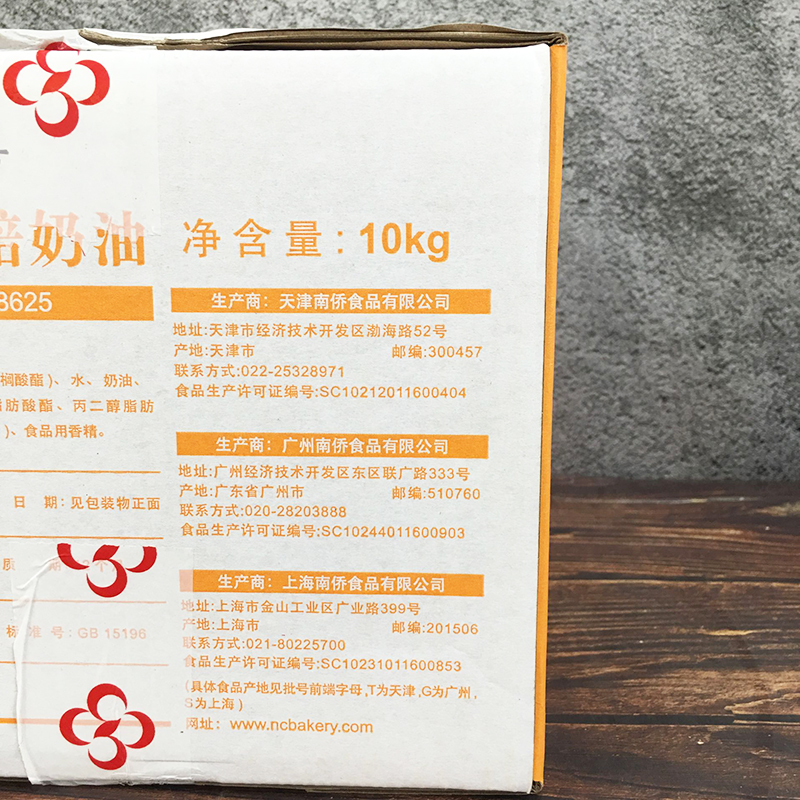 奶油
净含量：10kg
3625
生产商：天津南侨食品有限公司
地址:天津市经济技术开发区渤海路52号
产地:天津市 邮编:300457
联系方式:022-25328971
食品生产许可证编号:SC10212011600404
榈酸酯)、水、奶油、
脂肪酸酯、丙二醇脂肪
)、食品用香精。
生产商：广州南侨食品有限公司
地址:广州经济技术开发区东区联广路333号
产地:广东省广州市 邮编:510760
联系方式:020-28203888
食品生产许可证编号:SC10244011600903
日期:见包装物正面
质 期
标准号:GB 15196
生产商：上海南侨食品有限公司
地址:上海市金山工业区广业路399号
产地:上海市 邮编:201506
联系方式:021-80225700
食品生产许可证编号:SC10231011600853
(具体食品产地见批号前端字母,T为天津,G为广州,
S为上海)
网址：www.ncbakery.com